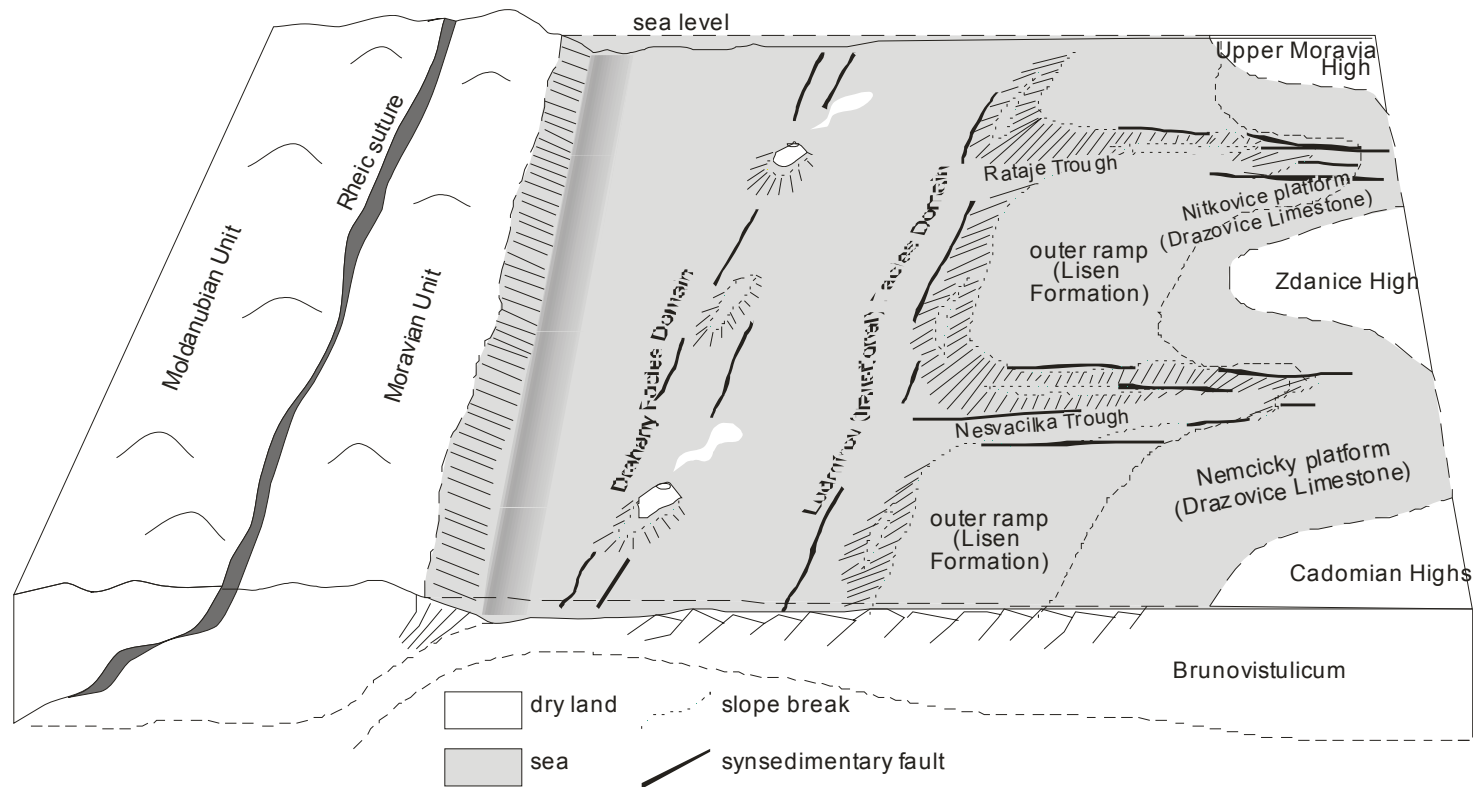 sea level
Upper Moravia
High
Rheic suture
Rataje Trough
Nitkovice platform
(Drazovice Limestone)
Moldanubian Unit
Moravian Unit
outer ramp
(Lisen
Formation)
Zdanice High
Drahany Facies Domain
Facies Domain
Nesvacilka Trough
Nemcicky platform
(Drazovice Limestone)
outer ramp
(Lisen
Formation)
Cadomian Highs
Brunovistulicum
dry land
slope break
sea
synsedimentary fault